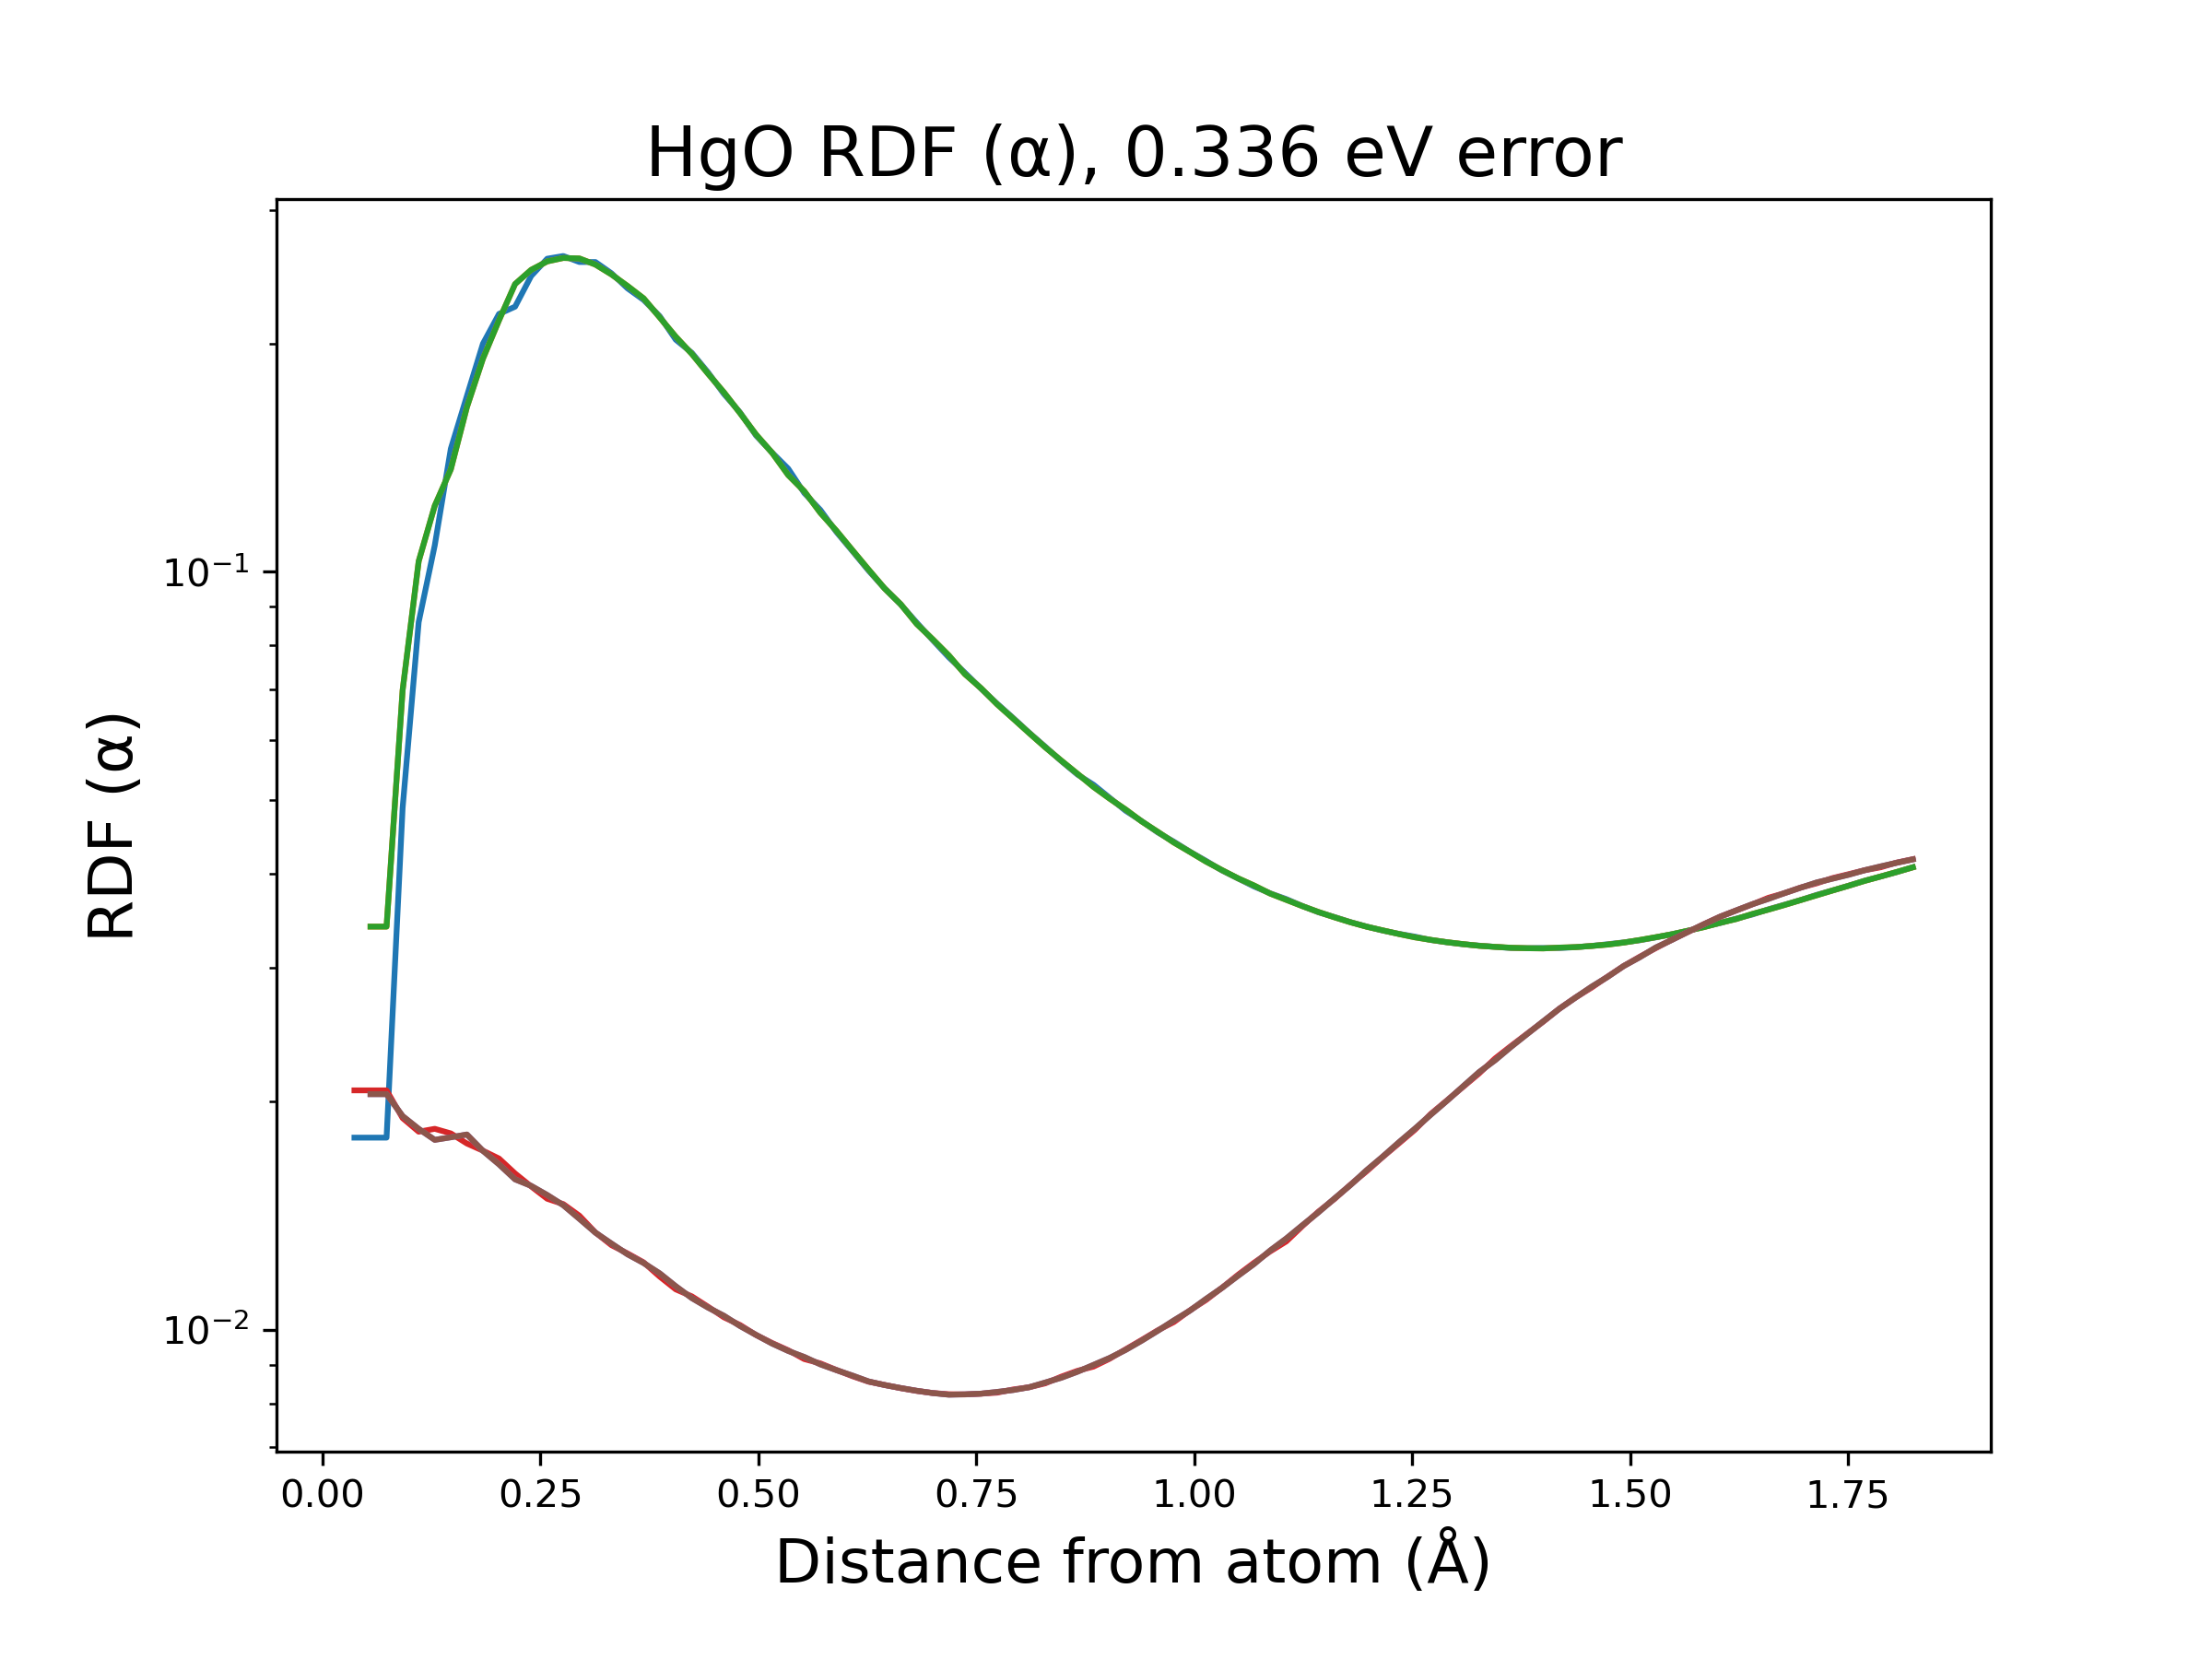 HgO RDF (α), 0.336 eV error
RDF (α)
10⁻¹
10⁻²
0.00 0.25 0.50 0.75 1.00 1.25 1.50 1.75
Distance from atom (Å)